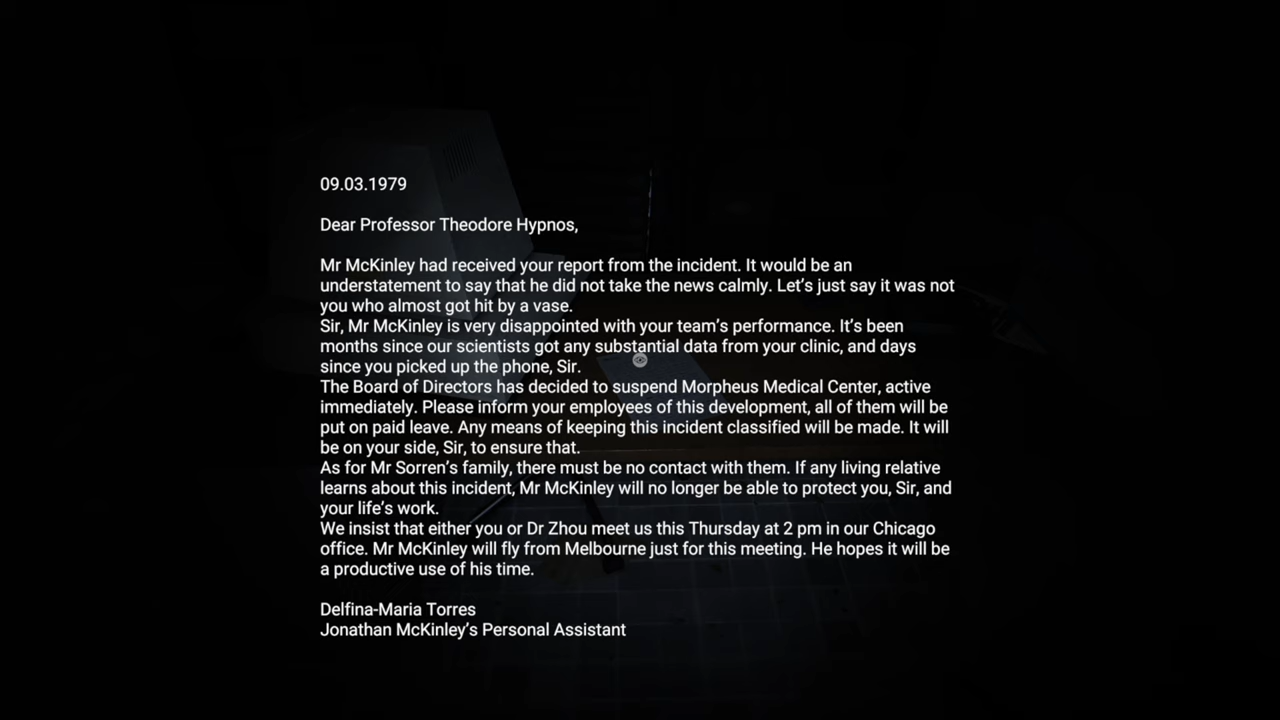 09.03.1979
Dear Professor Theodore Hypnos,
Mr McKinley had received your report from the incident. It would be an
understatement to say that he did not take the news calmly. Let’s just say it was not
you who almost got hit by a vase.
Sir, Mr McKinley is very disappointed with your team’s performance. It’s been
months since our scientists got any substantial data from your clinic, and days
since you picked up the phone, Sir.
The Board of Directors has decided to suspend Morpheus Medical Center, active
immediately. Please inform your employees of this development, all of them will be
put on paid leave. Any means of keeping this incident classified will be made. It will
be on your side, Sir, to ensure that.
As for Mr Sorren’s family, there must be no contact with them. If any living relative
learns about this incident, Mr McKinley will no longer be able to protect you, Sir, and
your life’s work.
We insist that either you or Dr Zhou meet us this Thursday at 2 pm in our Chicago
office. Mr McKinley will fly from Melbourne just for this meeting. He hopes it will be
a productive use of his time.
Delfina-Maria Torres
Jonathan McKinley’s Personal Assistant